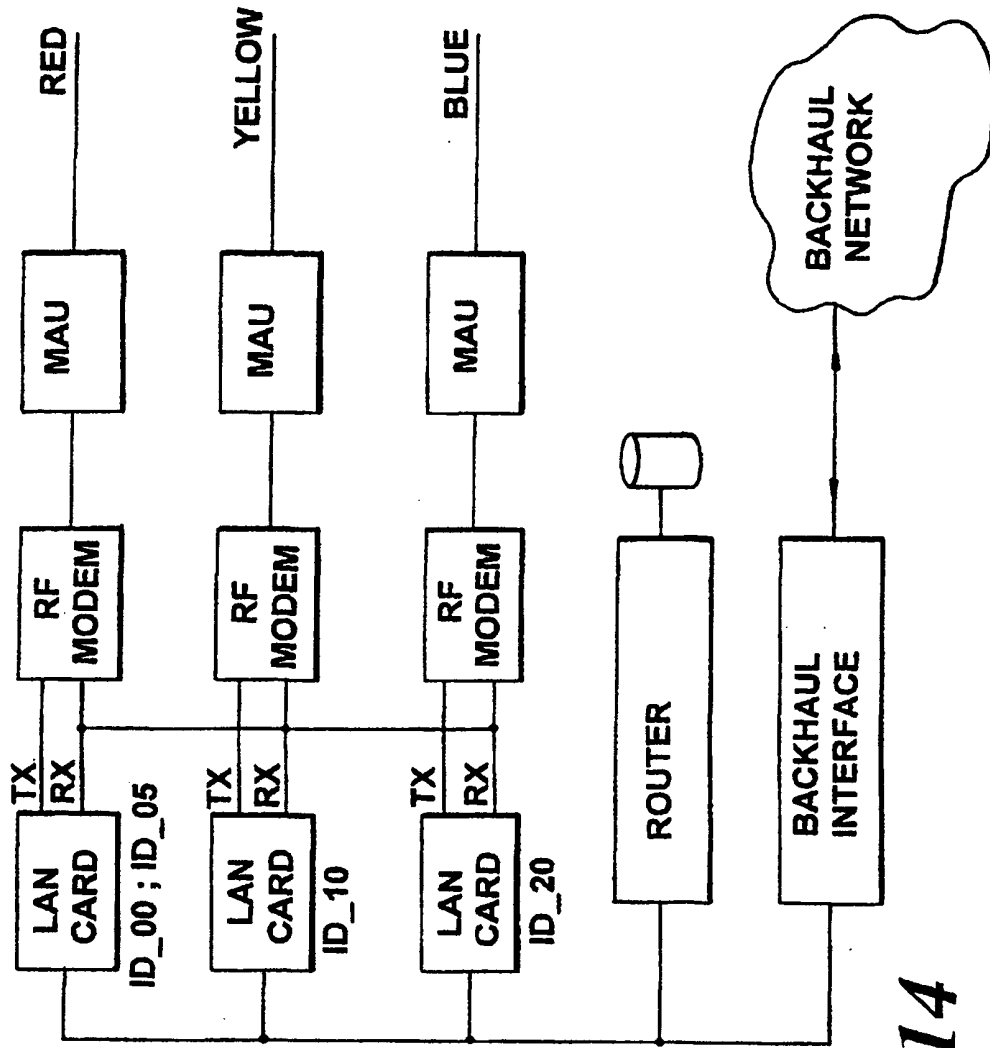 RED
YELLOW
BLUE
MAU
MAU
MAU
RF
MODEM
RF
MODEM
RF
MODEM
TX
RX
TX
RX
TX
RX
LAN
CARD
ID_00 ; ID_05
LAN
CARD
ID_10
LAN
CARD
ID_20
ROUTER
BACKHAUL
INTERFACE
BACKHAUL
NETWORK
14